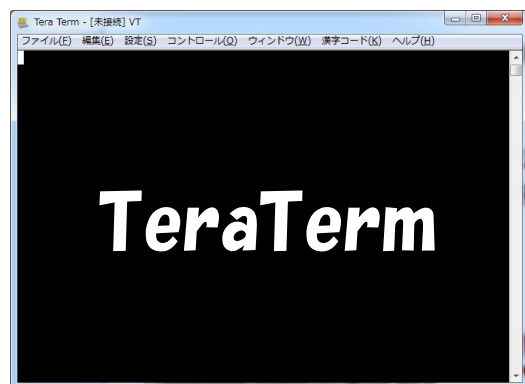 Tera Term - [未接続] VT
ファイル(F) 編集(E) 設定(S) コントロール(O) ウィンドウ(W) 漢字コード(K) ヘルプ(H)
TeraTerm